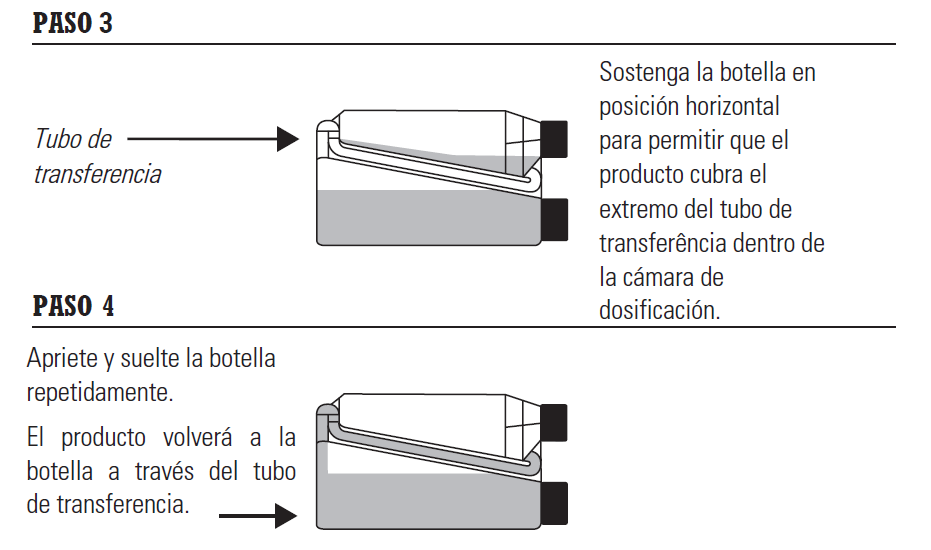 PASO 3
Tubo de
transferencia
Sostenga la botella en
posición horizontal
para permitir que el
producto cubra el
extremo del tubo de
transferência dentro de
la cámara de
dosificación.
PASO 4
Apriete y suelte la botella
repetidamente.
El producto volverá a la
botella a través del tubo
de transferencia.